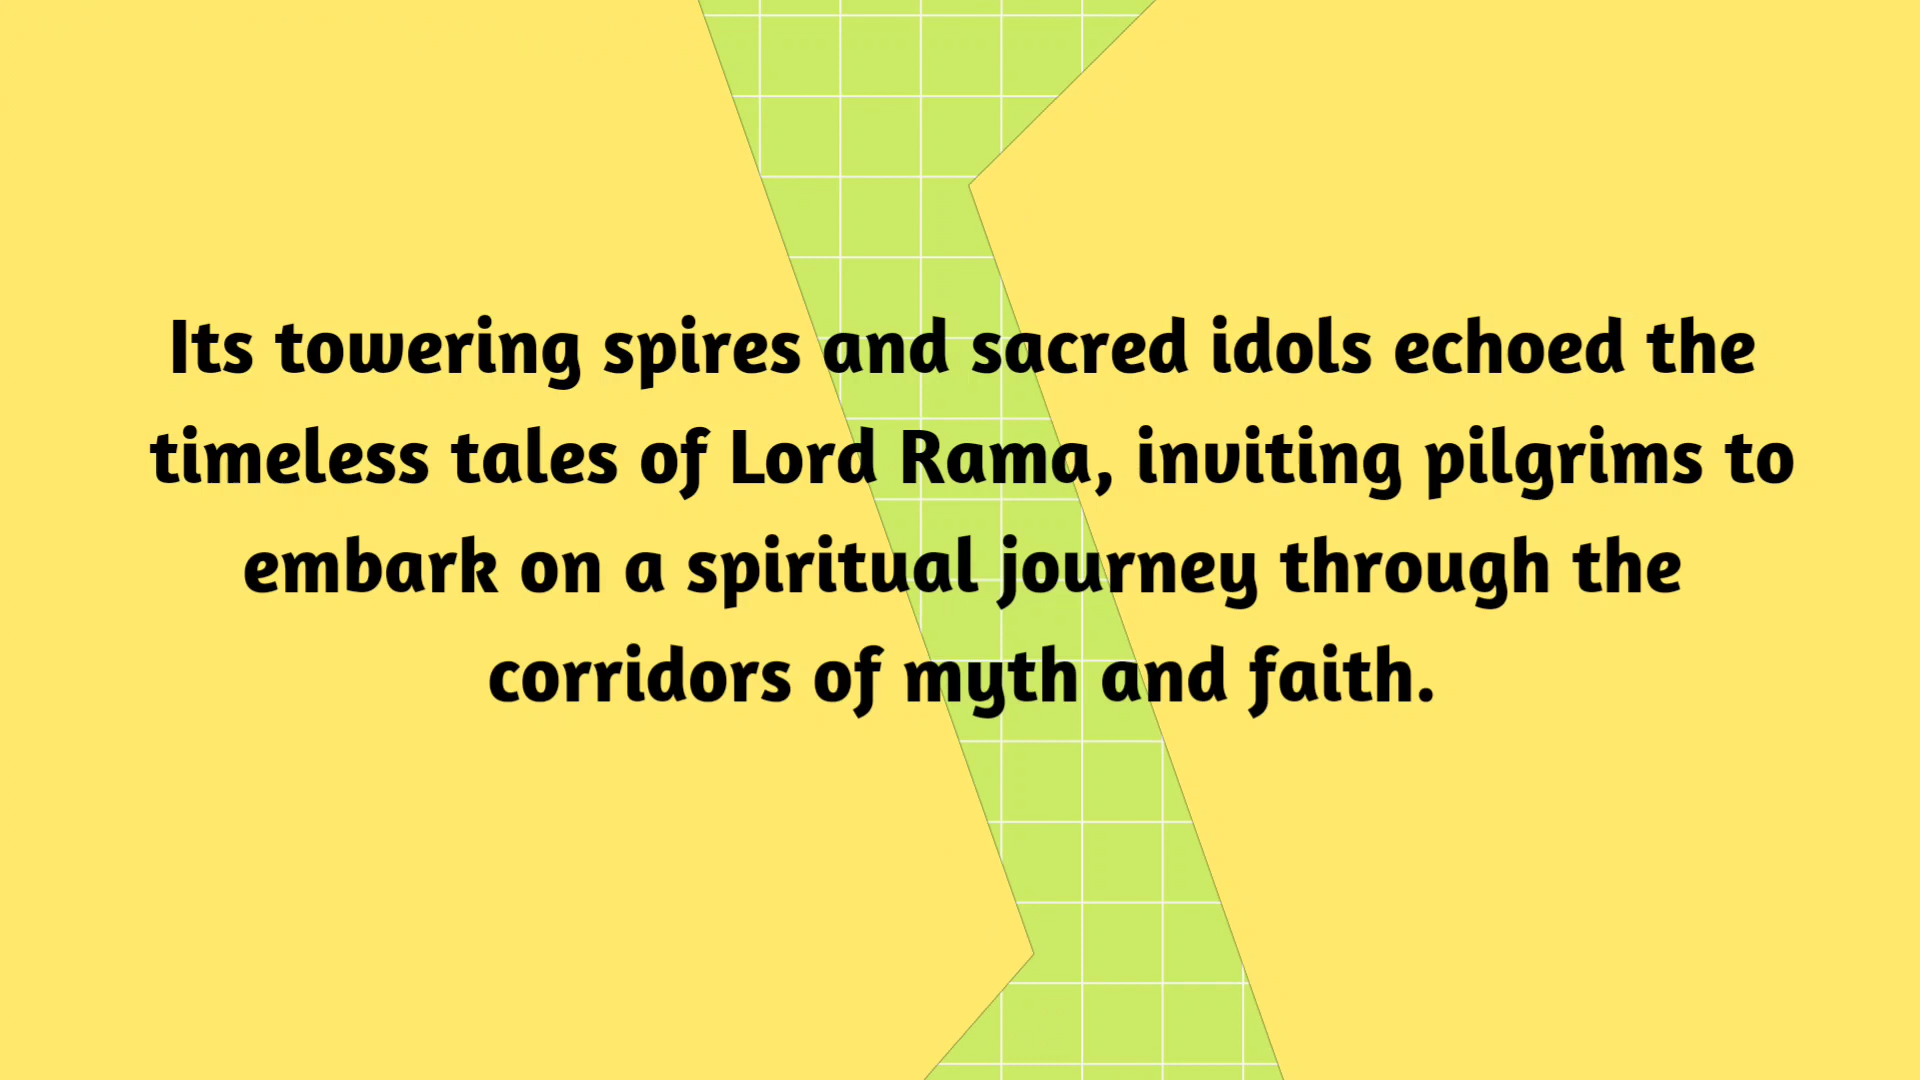 Its towering spires and sacred idols echoed the
timeless tales of Lord Rama, inviting pilgrims to
embark on a spiritual journey through the
corridors of myth and faith.